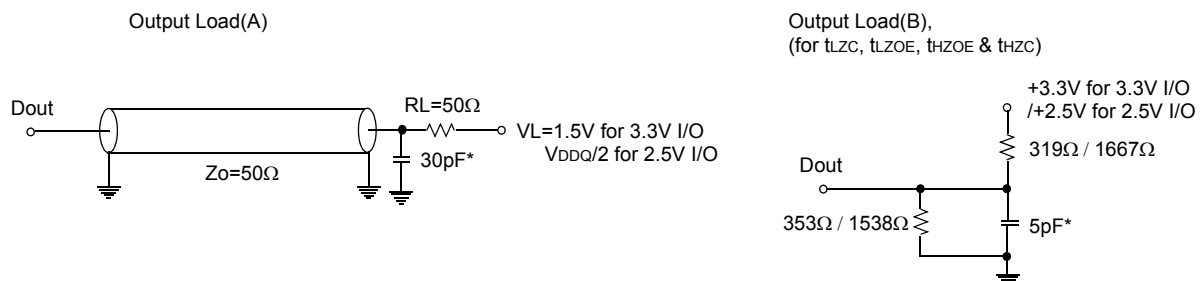 Output Load(A)
Dout
Zo=50Ω
RL=50Ω
30pF*
VL=1.5V for 3.3V I/O
VDDQ/2 for 2.5V I/O
Output Load(B),
(for tLZC, tLZOE, tHZOE & tHZC)
+3.3V for 3.3V I/O
/+2.5V for 2.5V I/O
319Ω / 1667Ω
Dout
353Ω / 1538Ω
5pF*